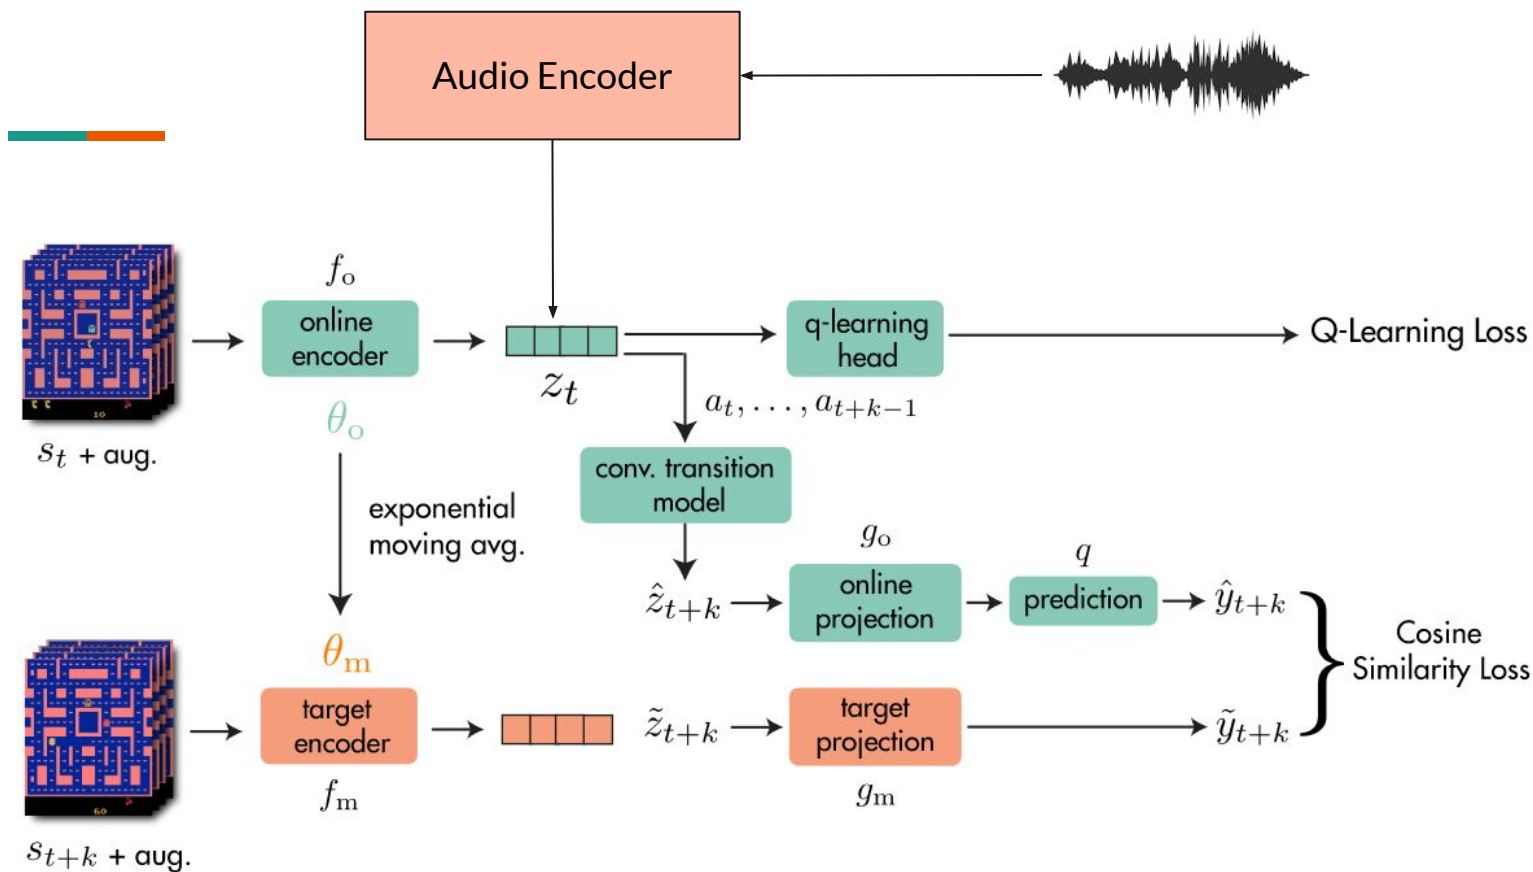 Audio Encoder
f_o
online
encoder
q-learning
head
Q-Learning Loss
z_t
θ_o
a_t, . . . , a_{t+k−1}
10
s_t + aug.
conv. transition
model
exponential
moving avg.
g_o
q
θ_m
ẑ_{t+k}
online
projection
prediction
ŷ_{t+k}
Cosine
Similarity Loss
target
encoder
z̃_{t+k}
target
projection
ỹ_{t+k}
f_m
g_m
60
s_{t+k} + aug.